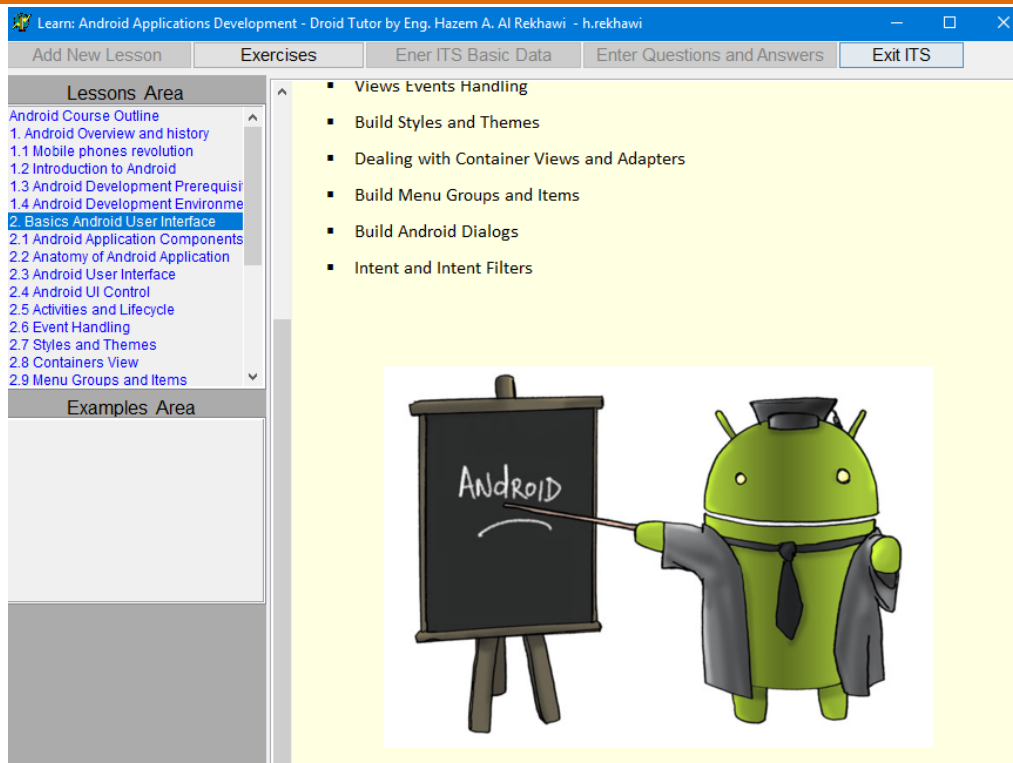 Learn: Android Applications Development - Droid Tutor by Eng. Hazem A. Al Rekhawi - h.rekhawi
Add New Lesson Exercises Ener ITS Basic Data Enter Questions and Answers Exit ITS
Lessons Area
Android Course Outline
1. Android Overview and history
1.1 Mobile phones revolution
1.2 Introduction to Android
1.3 Android Development Prerequisi
1.4 Android Development Environme
2. Basics Android User Interface
2.1 Android Application Components
2.2 Anatomy of Android Application
2.3 Android User Interface
2.4 Android UI Control
2.5 Activities and Lifecycle
2.6 Event Handling
2.7 Styles and Themes
2.8 Containers View
2.9 Menu Groups and Items
Examples Area
▪ Views Events Handling
▪ Build Styles and Themes
▪ Dealing with Container Views and Adapters
▪ Build Menu Groups and Items
▪ Build Android Dialogs
▪ Intent and Intent Filters
ANdROID